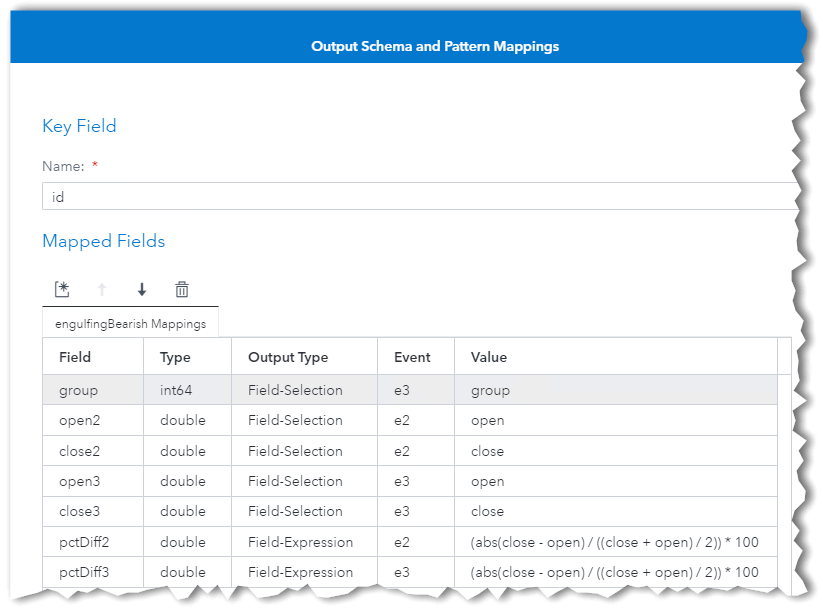 Output Schema and Pattern Mappings
Key Field
Name: *
id
Mapped Fields
engulfingBearish Mappings
Field Type Output Type Event Value
group int64 Field-Selection e3 group
open2 double Field-Selection e2 open
close2 double Field-Selection e2 close
open3 double Field-Selection e3 open
close3 double Field-Selection e3 close
pctDiff2 double Field-Expression e2 (abs(close - open) / ((close + open) / 2)) * 100
pctDiff3 double Field-Expression e3 (abs(close - open) / ((close + open) / 2)) * 100